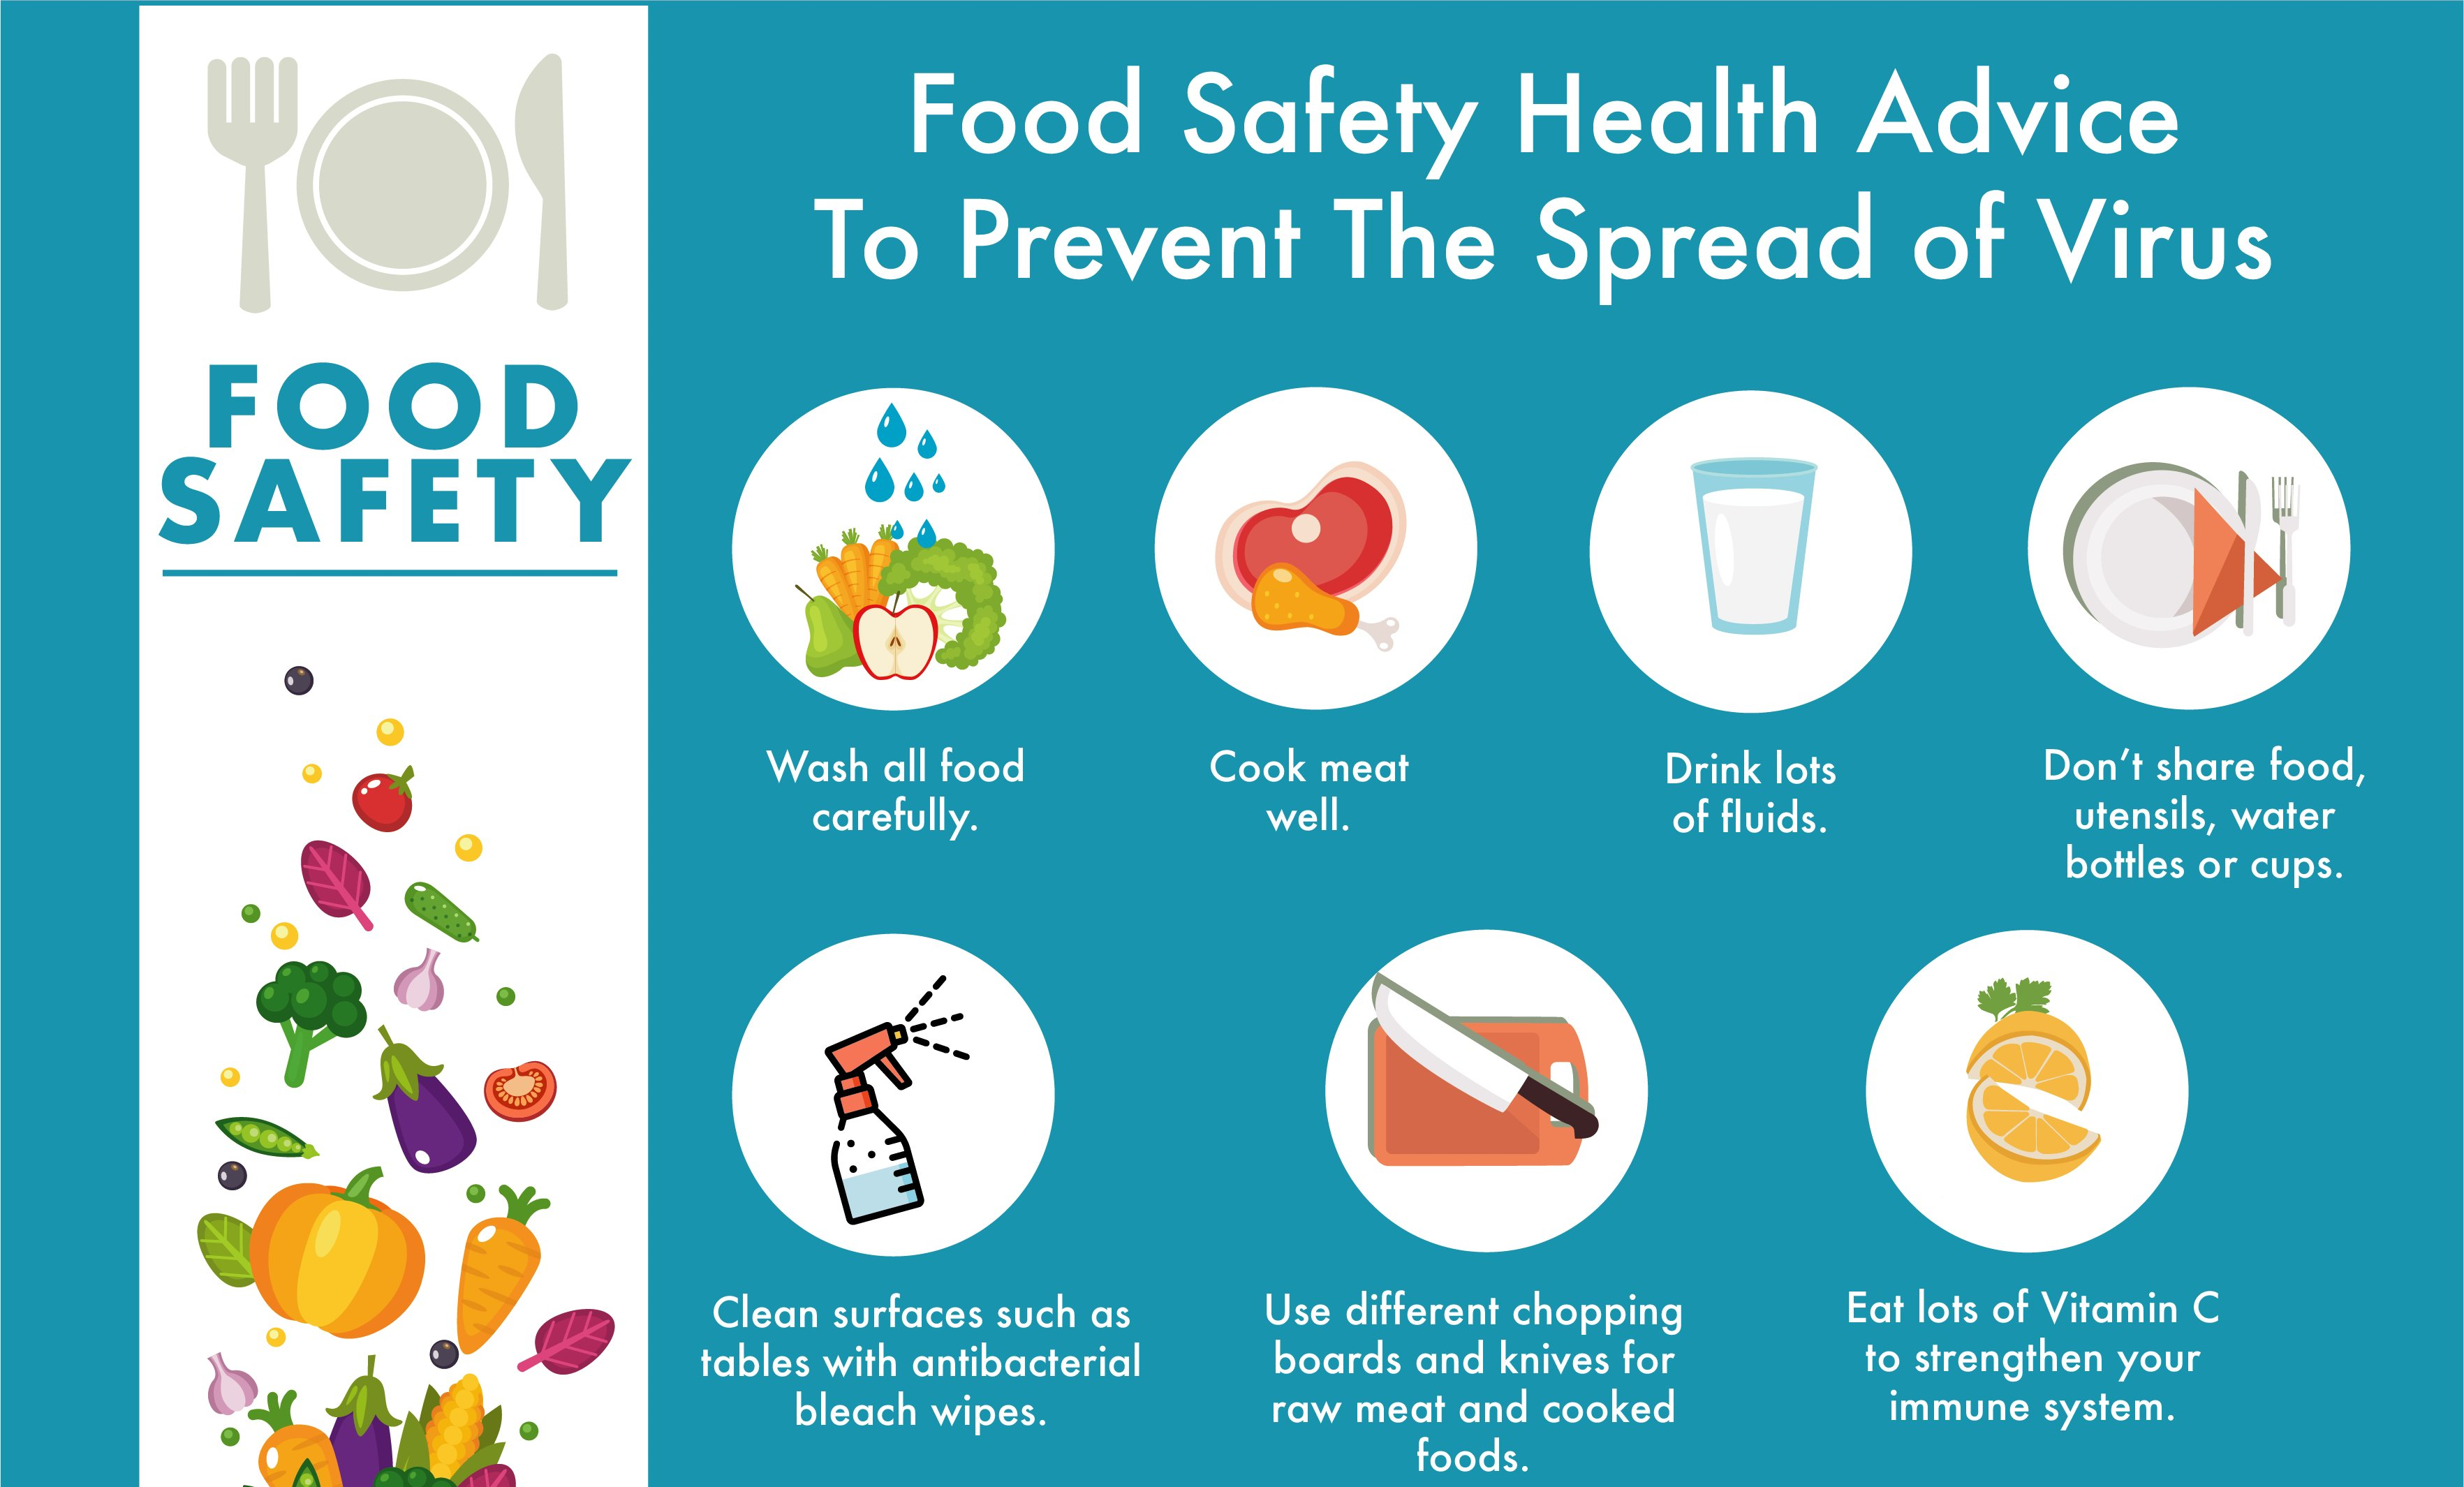 FOOD
SAFETY
Food Safety Health Advice
To Prevent The Spread of Virus
Wash all food
carefully.
Cook meat
well.
Drink lots
of fluids.
Don’t share food,
utensils, water
bottles or cups.
Clean surfaces such as
tables with antibacterial
bleach wipes.
Use different chopping
boards and knives for
raw meat and cooked
foods.
Eat lots of Vitamin C
to strengthen your
immune system.